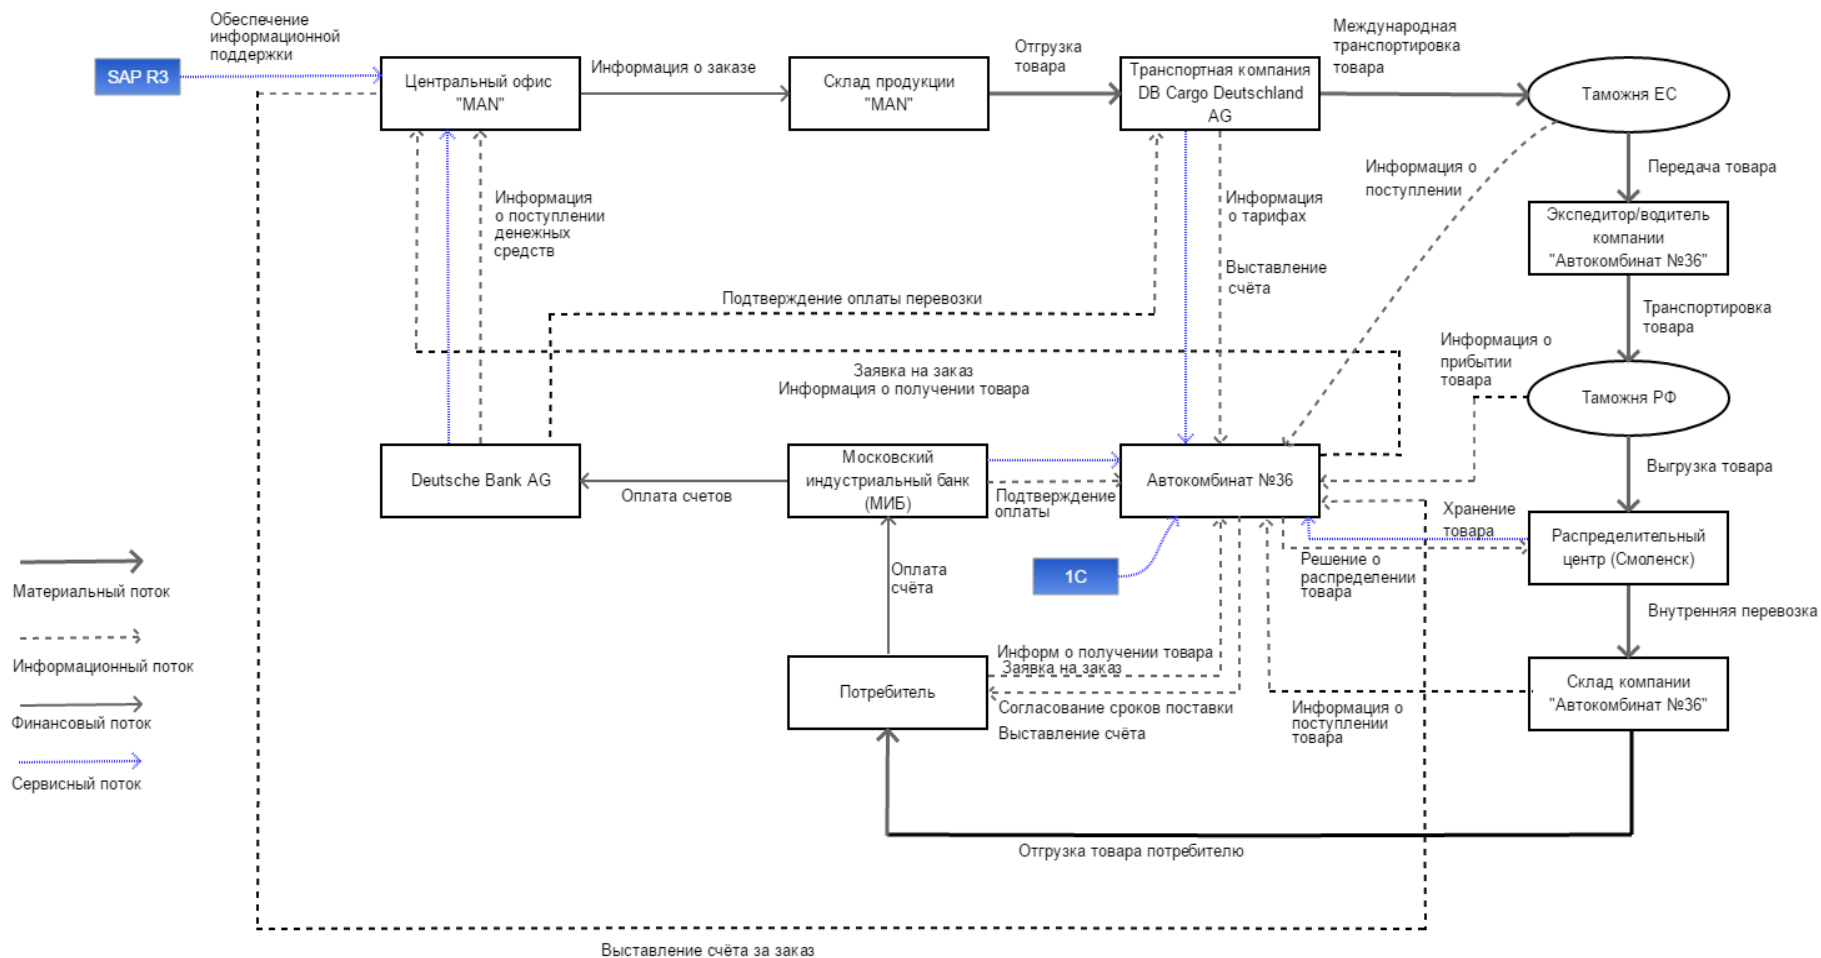 Обеспечение
информационной
поддержки
SAP R3
Центральный офис
"MAN"
Информация о заказе
Склад продукции
"MAN"
Отгрузка
товара
Транспортная компания
DB Cargo Deutschland
AG
Международная
транспортировка
товара
Таможня ЕС
Информация о
поступлении
Передача товара
Информация
о поступлении
денежных
средств
Информация
о тарифах
Выставление
счёта
Экспедитор/водитель
компании
"Автокомбинат №36"
Подтверждение оплаты перевозки
Транспортировка
товара
Заявка на заказ
Информация о получении товара
Информация о
прибытии
товара
Таможня РФ
Deutsche Bank AG
Оплата счетов
Московский
индустриальный банк
(МИБ)
Подтверждение
оплаты
Автокомбинат №36
Выгрузка товара
Хранение
товара
Распределительный
центр (Смоленск)
Решение о
распределении
товара
1C
Оплата
счёта
Внутренняя перевозка
Материальный поток
Информационный поток
Финансовый поток
Сервисный поток
Потребитель
Информ о получении товара
Заявка на заказ
Согласование сроков поставки
Выставление счёта
Информация о
поступлении
товара
Склад компании
"Автокомбинат №36"
Отгрузка товара потребителю
Выставление счёта за заказ